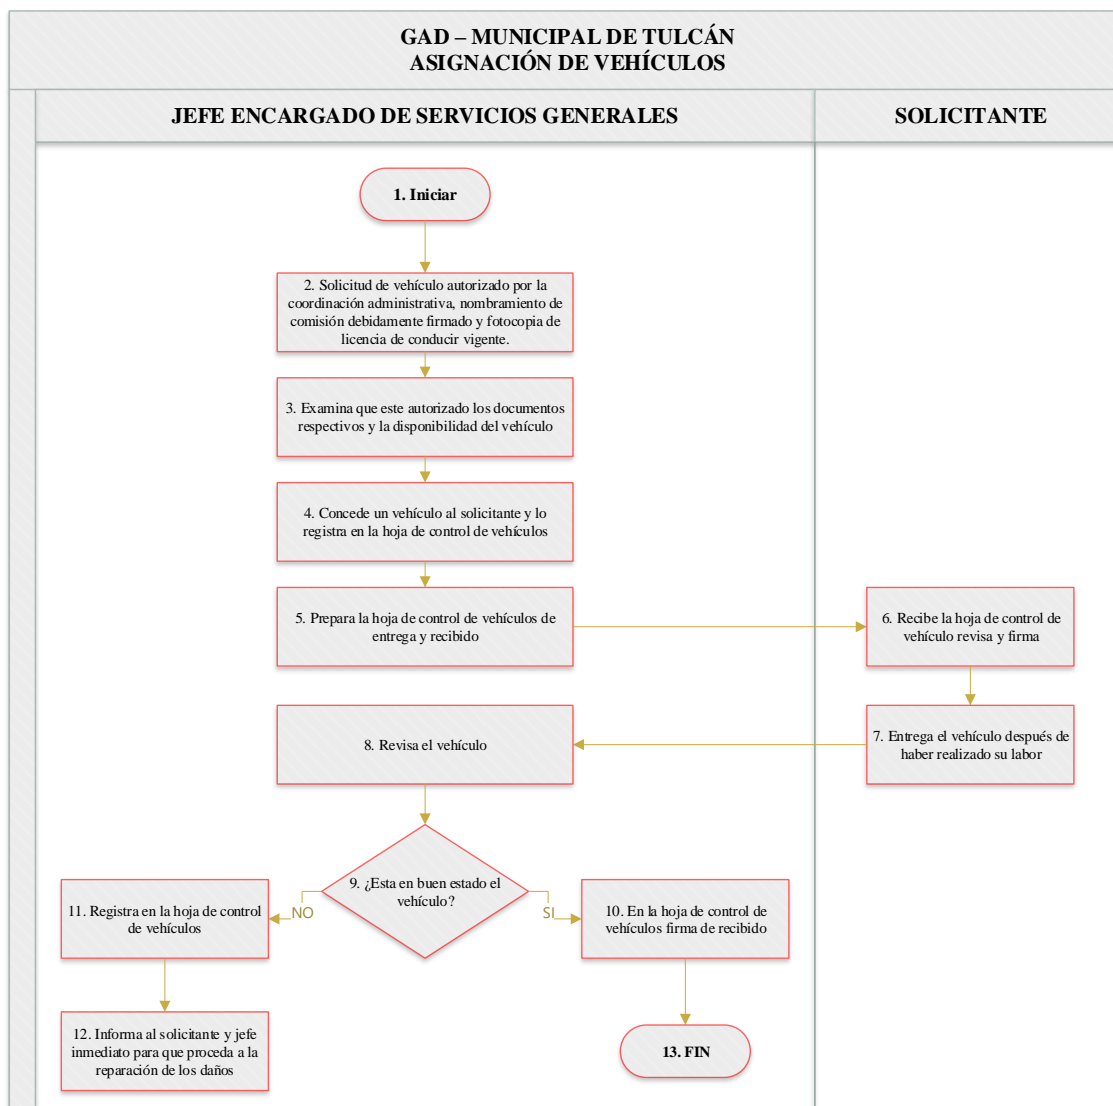 GAD – MUNICIPAL DE TULCÁN
ASIGNACIÓN DE VEHÍCULOS
JEFE ENCARGADO DE SERVICIOS GENERALES
SOLICITANTE
1. Iniciar
2. Solicitud de vehículo autorizado por la
coordinación administrativa, nombramiento de
comisión debidamente firmado y fotocopia de
licencia de conducir vigente.
3. Examina que este autorizado los documentos
respectivos y la disponibilidad del vehículo
4. Concede un vehículo al solicitante y lo
registra en la hoja de control de vehículos
5. Prepara la hoja de control de vehículos de
entrega y recibido
6. Recibe la hoja de control de
vehículo revisa y firma
7. Entrega el vehículo después de
haber realizado su labor
8. Revisa el vehículo
9. ¿Esta en buen estado el
vehículo?
NO
SI
10. En la hoja de control de
vehículos firma de recibido
11. Registra en la hoja de control
de vehículos
12. Informa al solicitante y jefe
inmediato para que proceda a la
reparación de los daños
13. FIN